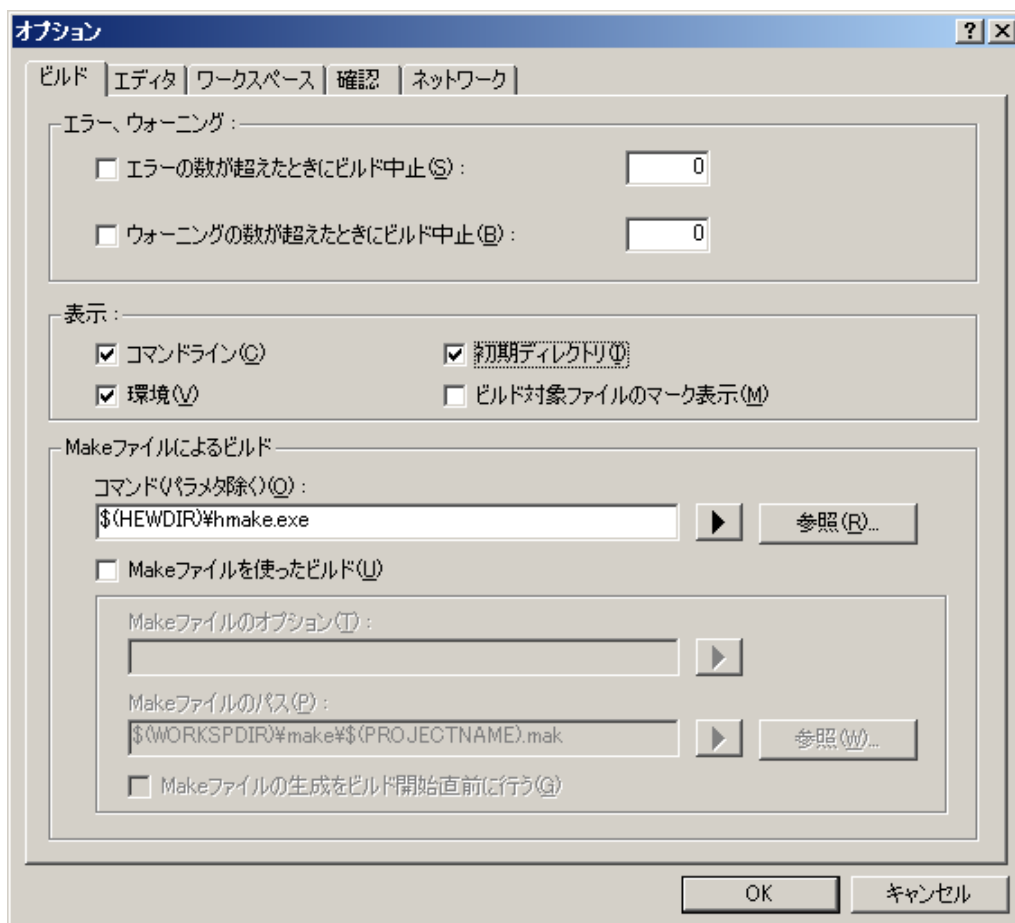 オプション
ビルド エディタ ワークスペース 確認 ネットワーク
エラー、ウォーニング:
エラーの数が超えたときにビルド中止(S): 0
ウォーニングの数が超えたときにビルド中止(B): 0
表示:
コマンドライン(C) 初期ディレクトリ(I)
環境(V) ビルド対象ファイルのマーク表示(M)
Makeファイルによるビルド
コマンド(パラメタ除く)(O):
$(HEWDIR)¥hmake.exe 参照(R)...
Makeファイルを使ったビルド(U)
Makeファイルのオプション(T):
Makeファイルのパス(P):
$(WORKSPDIR)¥make¥$(PROJECTNAME).mak 参照(W)...
Makeファイルの生成をビルド開始直前に行う(G)
OK キャンセル